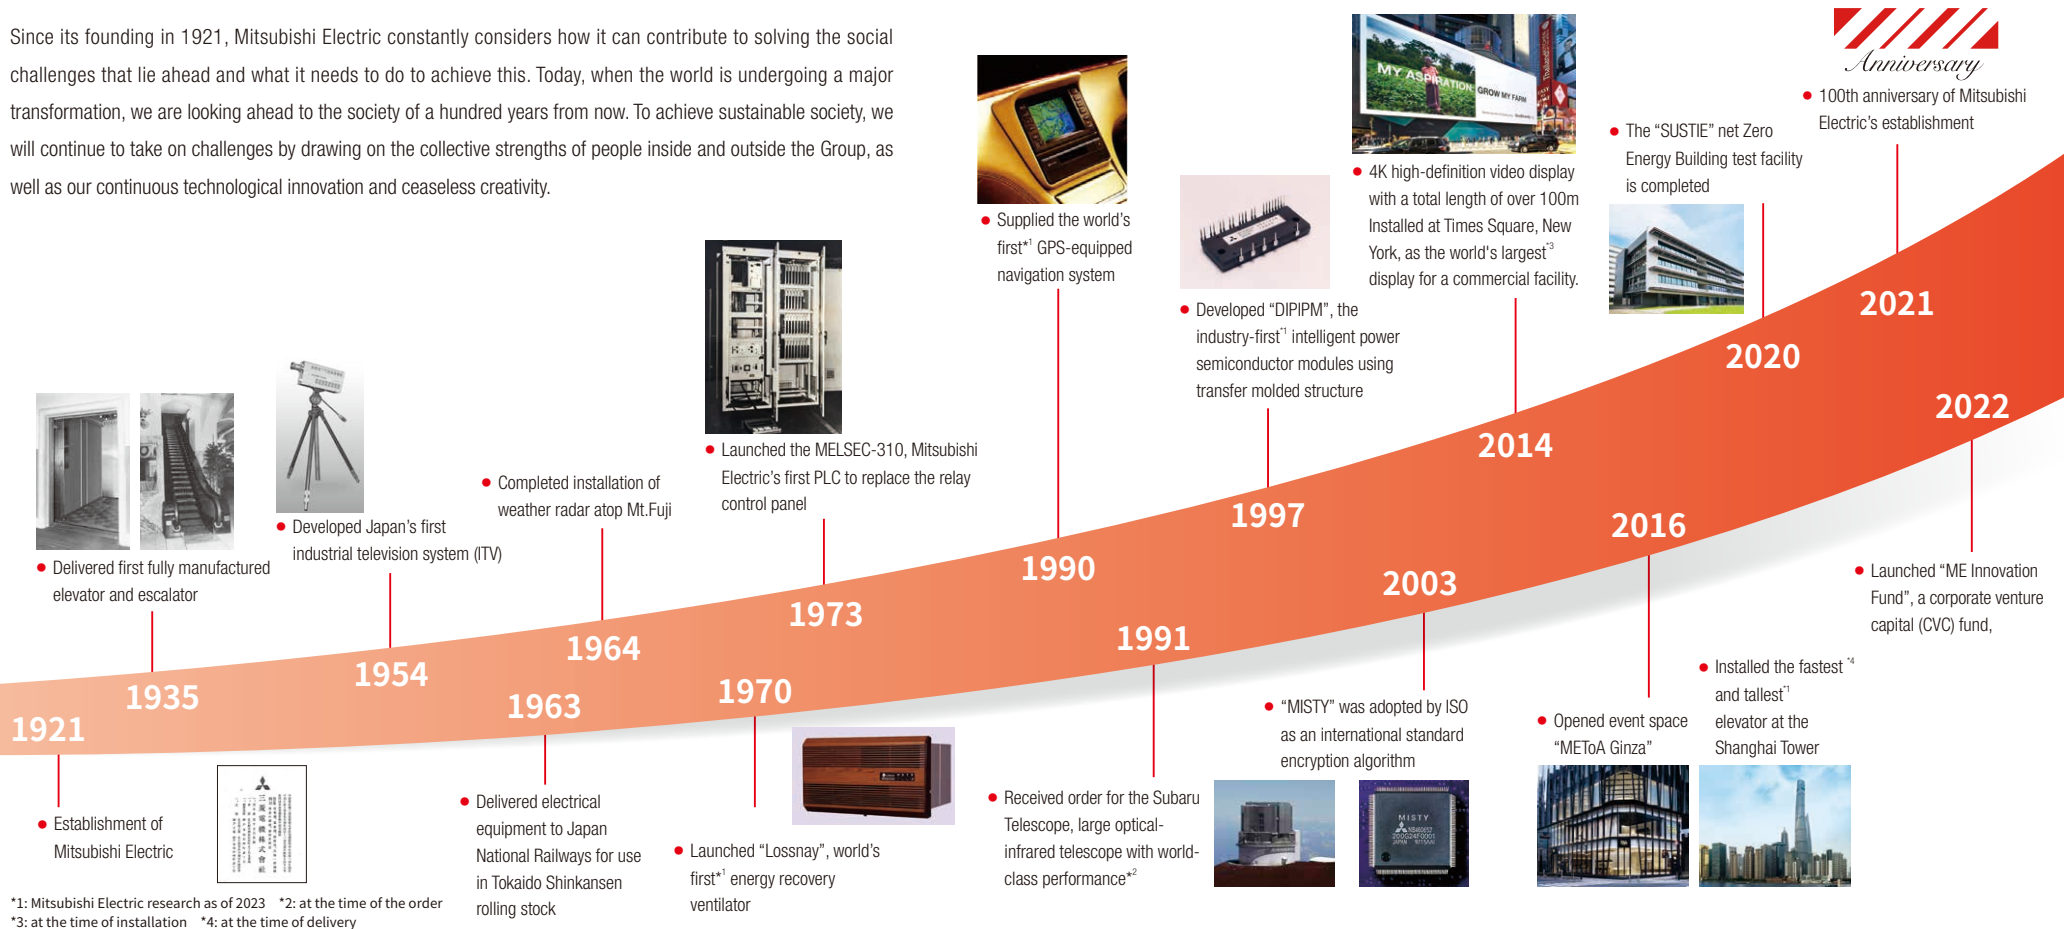 Since its founding in 1921, Mitsubishi Electric constantly considers how it can contribute to solving the social
challenges that lie ahead and what it needs to do to achieve this. Today, when the world is undergoing a major
transformation, we are looking ahead to the society of a hundred years from now. To achieve sustainable society, we
will continue to take on challenges by drawing on the collective strengths of people inside and outside the Group, as
well as our continuous technological innovation and ceaseless creativity.
1921
Establishment of
Mitsubishi Electric
三菱電機株式會社
1935
Delivered first fully manufactured
elevator and escalator
1954
Developed Japan’s first
industrial television system (ITV)
1963
Delivered electrical
equipment to Japan
National Railways for use
in Tokaido Shinkansen
rolling stock
1964
Completed installation of
weather radar atop Mt.Fuji
1970
Launched “Lossnay”, world’s
first*1 energy recovery
ventilator
1973
Launched the MELSEC-310, Mitsubishi
Electric’s first PLC to replace the relay
control panel
1990
Supplied the world’s
first*1 GPS-equipped
navigation system
1991
Received order for the Subaru
Telescope, large optical-
infrared telescope with world-
class performance*2
1997
Developed “DIPIPM”, the
industry-first*1 intelligent power
semiconductor modules using
transfer molded structure
2003
“MISTY” was adopted by ISO
as an international standard
encryption algorithm
MISTY
JAPAN
2014
MY ASPIRATION:
GROW MY FARM
4K high-definition video display
with a total length of over 100m
Installed at Times Square, New
York, as the world's largest*3
display for a commercial facility.
2016
Opened event space
“METoA Ginza”
Installed the fastest *4
and tallest*1
elevator at the
Shanghai Tower
2020
The “SUSTIE” net Zero
Energy Building test facility
is completed
2021
Anniversary
100th anniversary of Mitsubishi
Electric’s establishment
2022
Launched “ME Innovation
Fund”, a corporate venture
capital (CVC) fund,
*1: Mitsubishi Electric research as of 2023 *2: at the time of the order
*3: at the time of installation *4: at the time of delivery